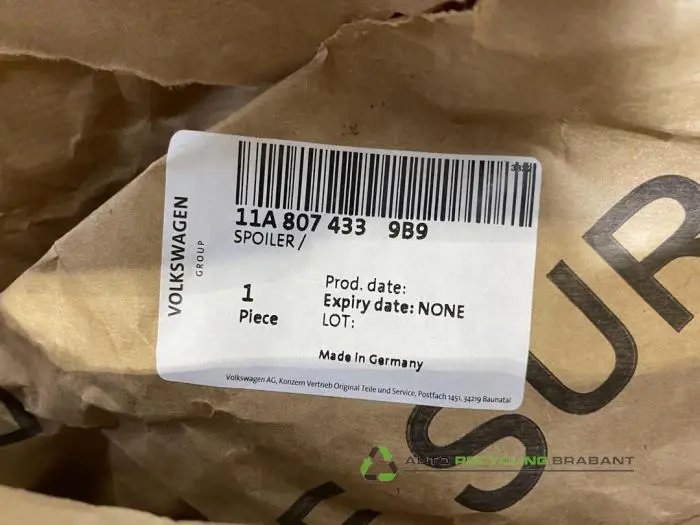 VOLKSWAGEN
GROUP
11A 807 433 9B9
SPOILER /
1
Piece
Prod. date:
Expiry date: NONE
LOT:
Made in Germany
Volkswagen AG, Konzern Vertrieb Original Teile und Service, Postfach 1451, 34219 Baunatal
SUR
AUTO RECYCLING BRABANT